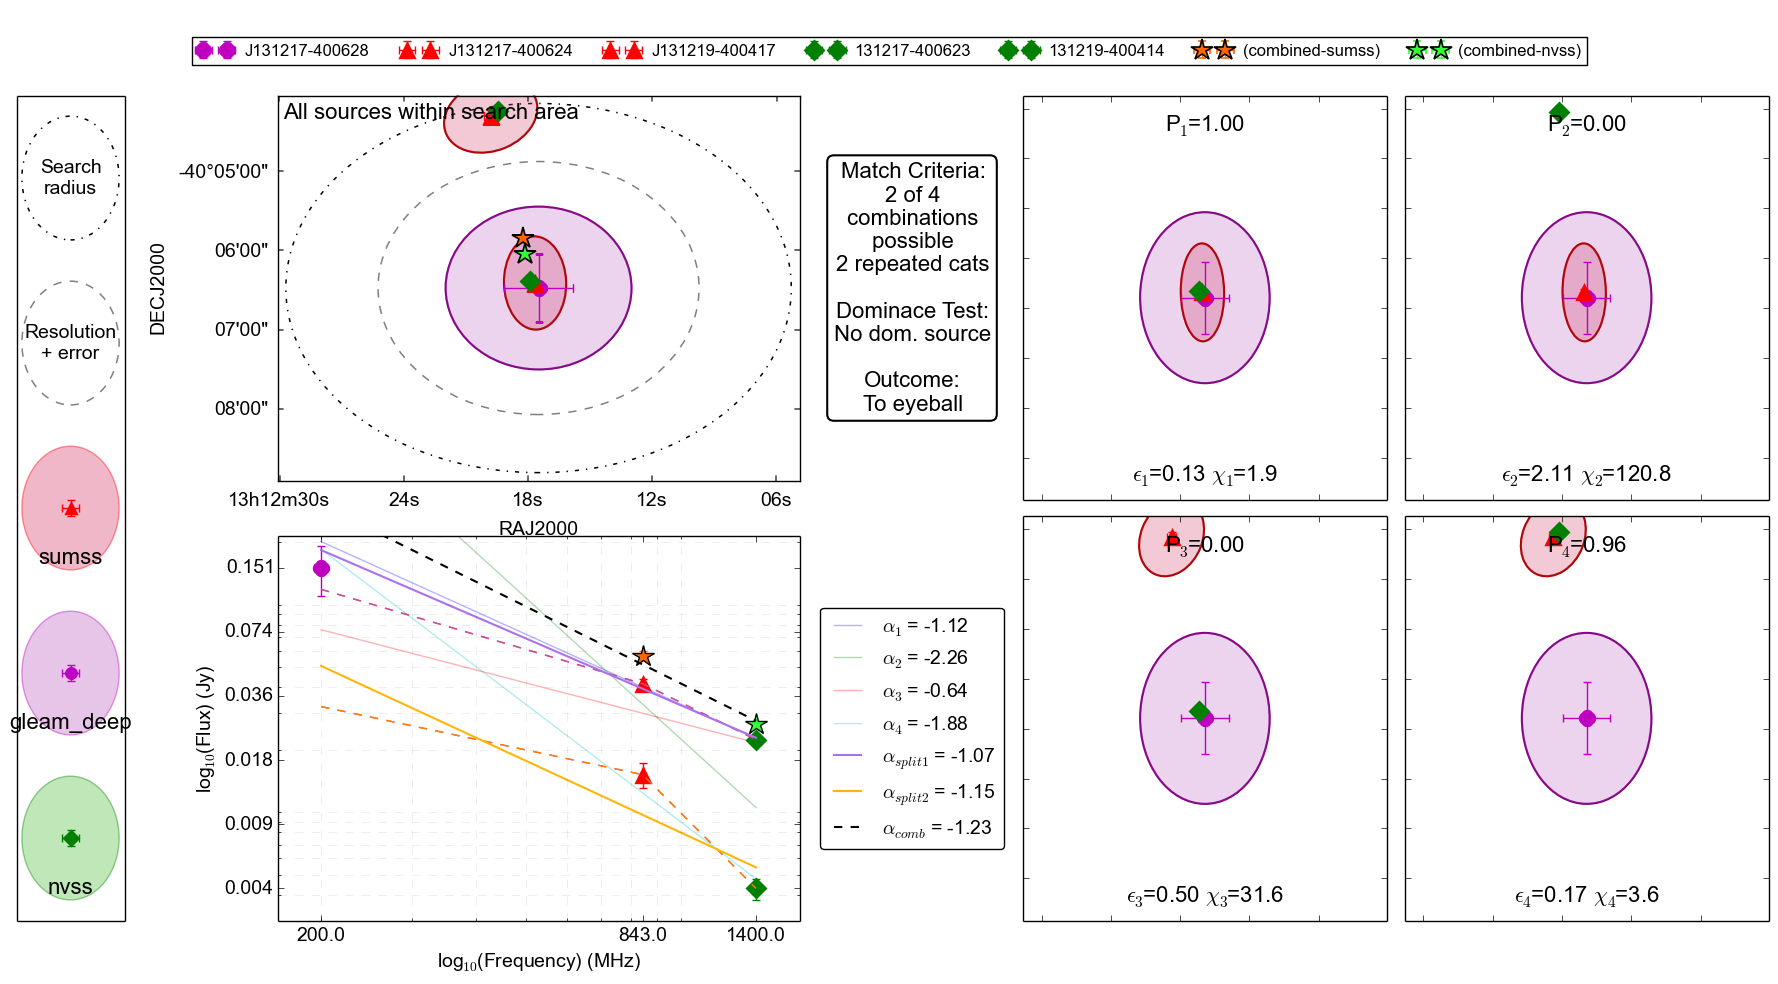 J131217-400628 J131217-400624 J131219-400417 131217-400623 131219-400414 (combined-sumss) (combined-nvss)
Search
radius
Resolution
+ error
sumss
gleam_deep
nvss
All sources within search area
DECJ2000
-40°05'00"
06'00"
07'00"
08'00"
13h12m30s 24s 18s 12s 06s
RAJ2000
Match Criteria:
2 of 4
combinations
possible
2 repeated cats
Dominace Test:
No dom. source
Outcome:
To eyeball
P₁=1.00
ϵ₁=0.13 χ₁=1.9
P₂=0.00
ϵ₂=2.11 χ₂=120.8
log₁₀(Flux) (Jy)
0.151
0.074
0.036
0.018
0.009
0.004
200.0 843.0 1400.0
log₁₀(Frequency) (MHz)
α₁ = -1.12
α₂ = -2.26
α₃ = -0.64
α₄ = -1.88
α_split1 = -1.07
α_split2 = -1.15
α_comb = -1.23
P₃=0.00
ϵ₃=0.50 χ₃=31.6
P₄=0.96
ϵ₄=0.17 χ₄=3.6